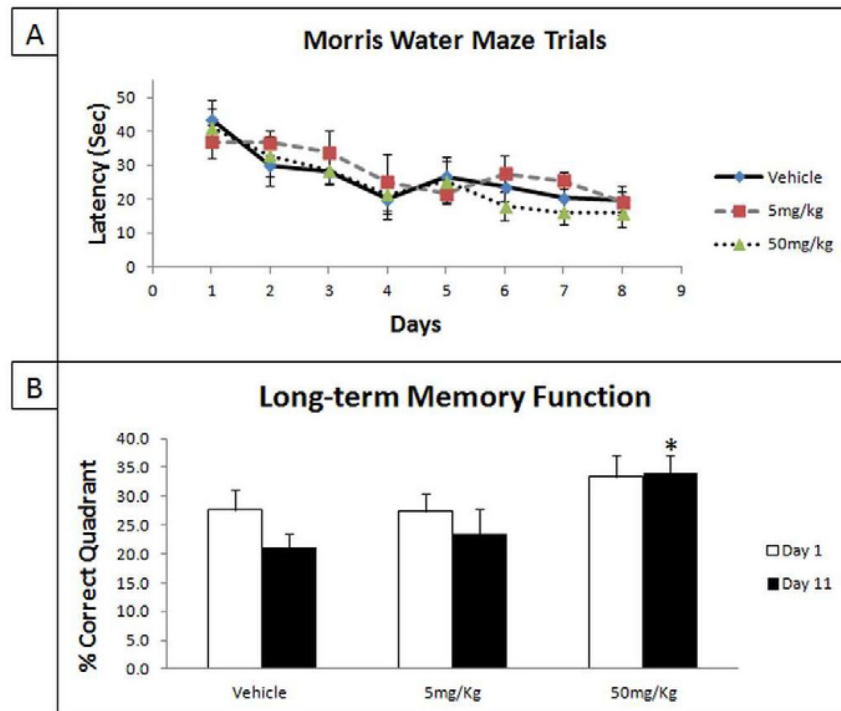 A
Morris Water Maze Trials
Latency (Sec)
50
40
30
20
10
0
0 1 2 3 4 5 6 7 8 9
Days
Vehicle
5mg/kg
50mg/kg
B
Long-term Memory Function
% Correct Quadrant
40.0
35.0
30.0
25.0
20.0
15.0
10.0
5.0
0.0
*
Vehicle 5mg/Kg 50mg/Kg
Day 1
Day 11